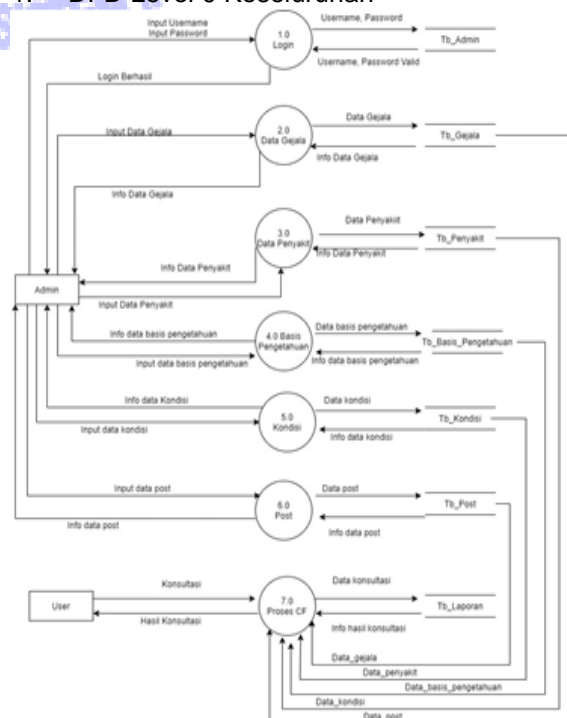 1. DFD Level 0 Keseluruhan
Input Username
Input Password
1.0
Login
Username, Password
Tb_Admin
Username, Password Valid
Login Berhasil
Input Data Gejala
2.0
Data Gejala
Data Gejala
Tb_Gejala
Info Data Gejala
Info Data Gejala
3.0
Data Penyakit
Data Penyakiit
Tb_Penyakit
Info Data Penyakit
Info Data Penyakit
Admin
Input Data Penyakit
Info data basis pengetahuan
4.0 Basis
Pengetahuan
Data basis pengetahuan
Tb_Basis_Pengetahuan
Input data basis pengetahuan
Info data basis pengetahuan
Info data Kondisi
5.0
Kondisi
Data kondisi
Tb_Kondisi
Input data kondisi
Info data kondisi
Input data post
6.0
Post
Data post
Tb_Post
Info data post
Info data post
User
Konsultasi
7.0
Proses CF
Data konsultasi
Tb_Laporan
Hasil Konsultasi
Info hasil konsultasi
Data_gejala
Data_penyakit
Data_basis_pengetahuan
Data_kondisi
Data_post